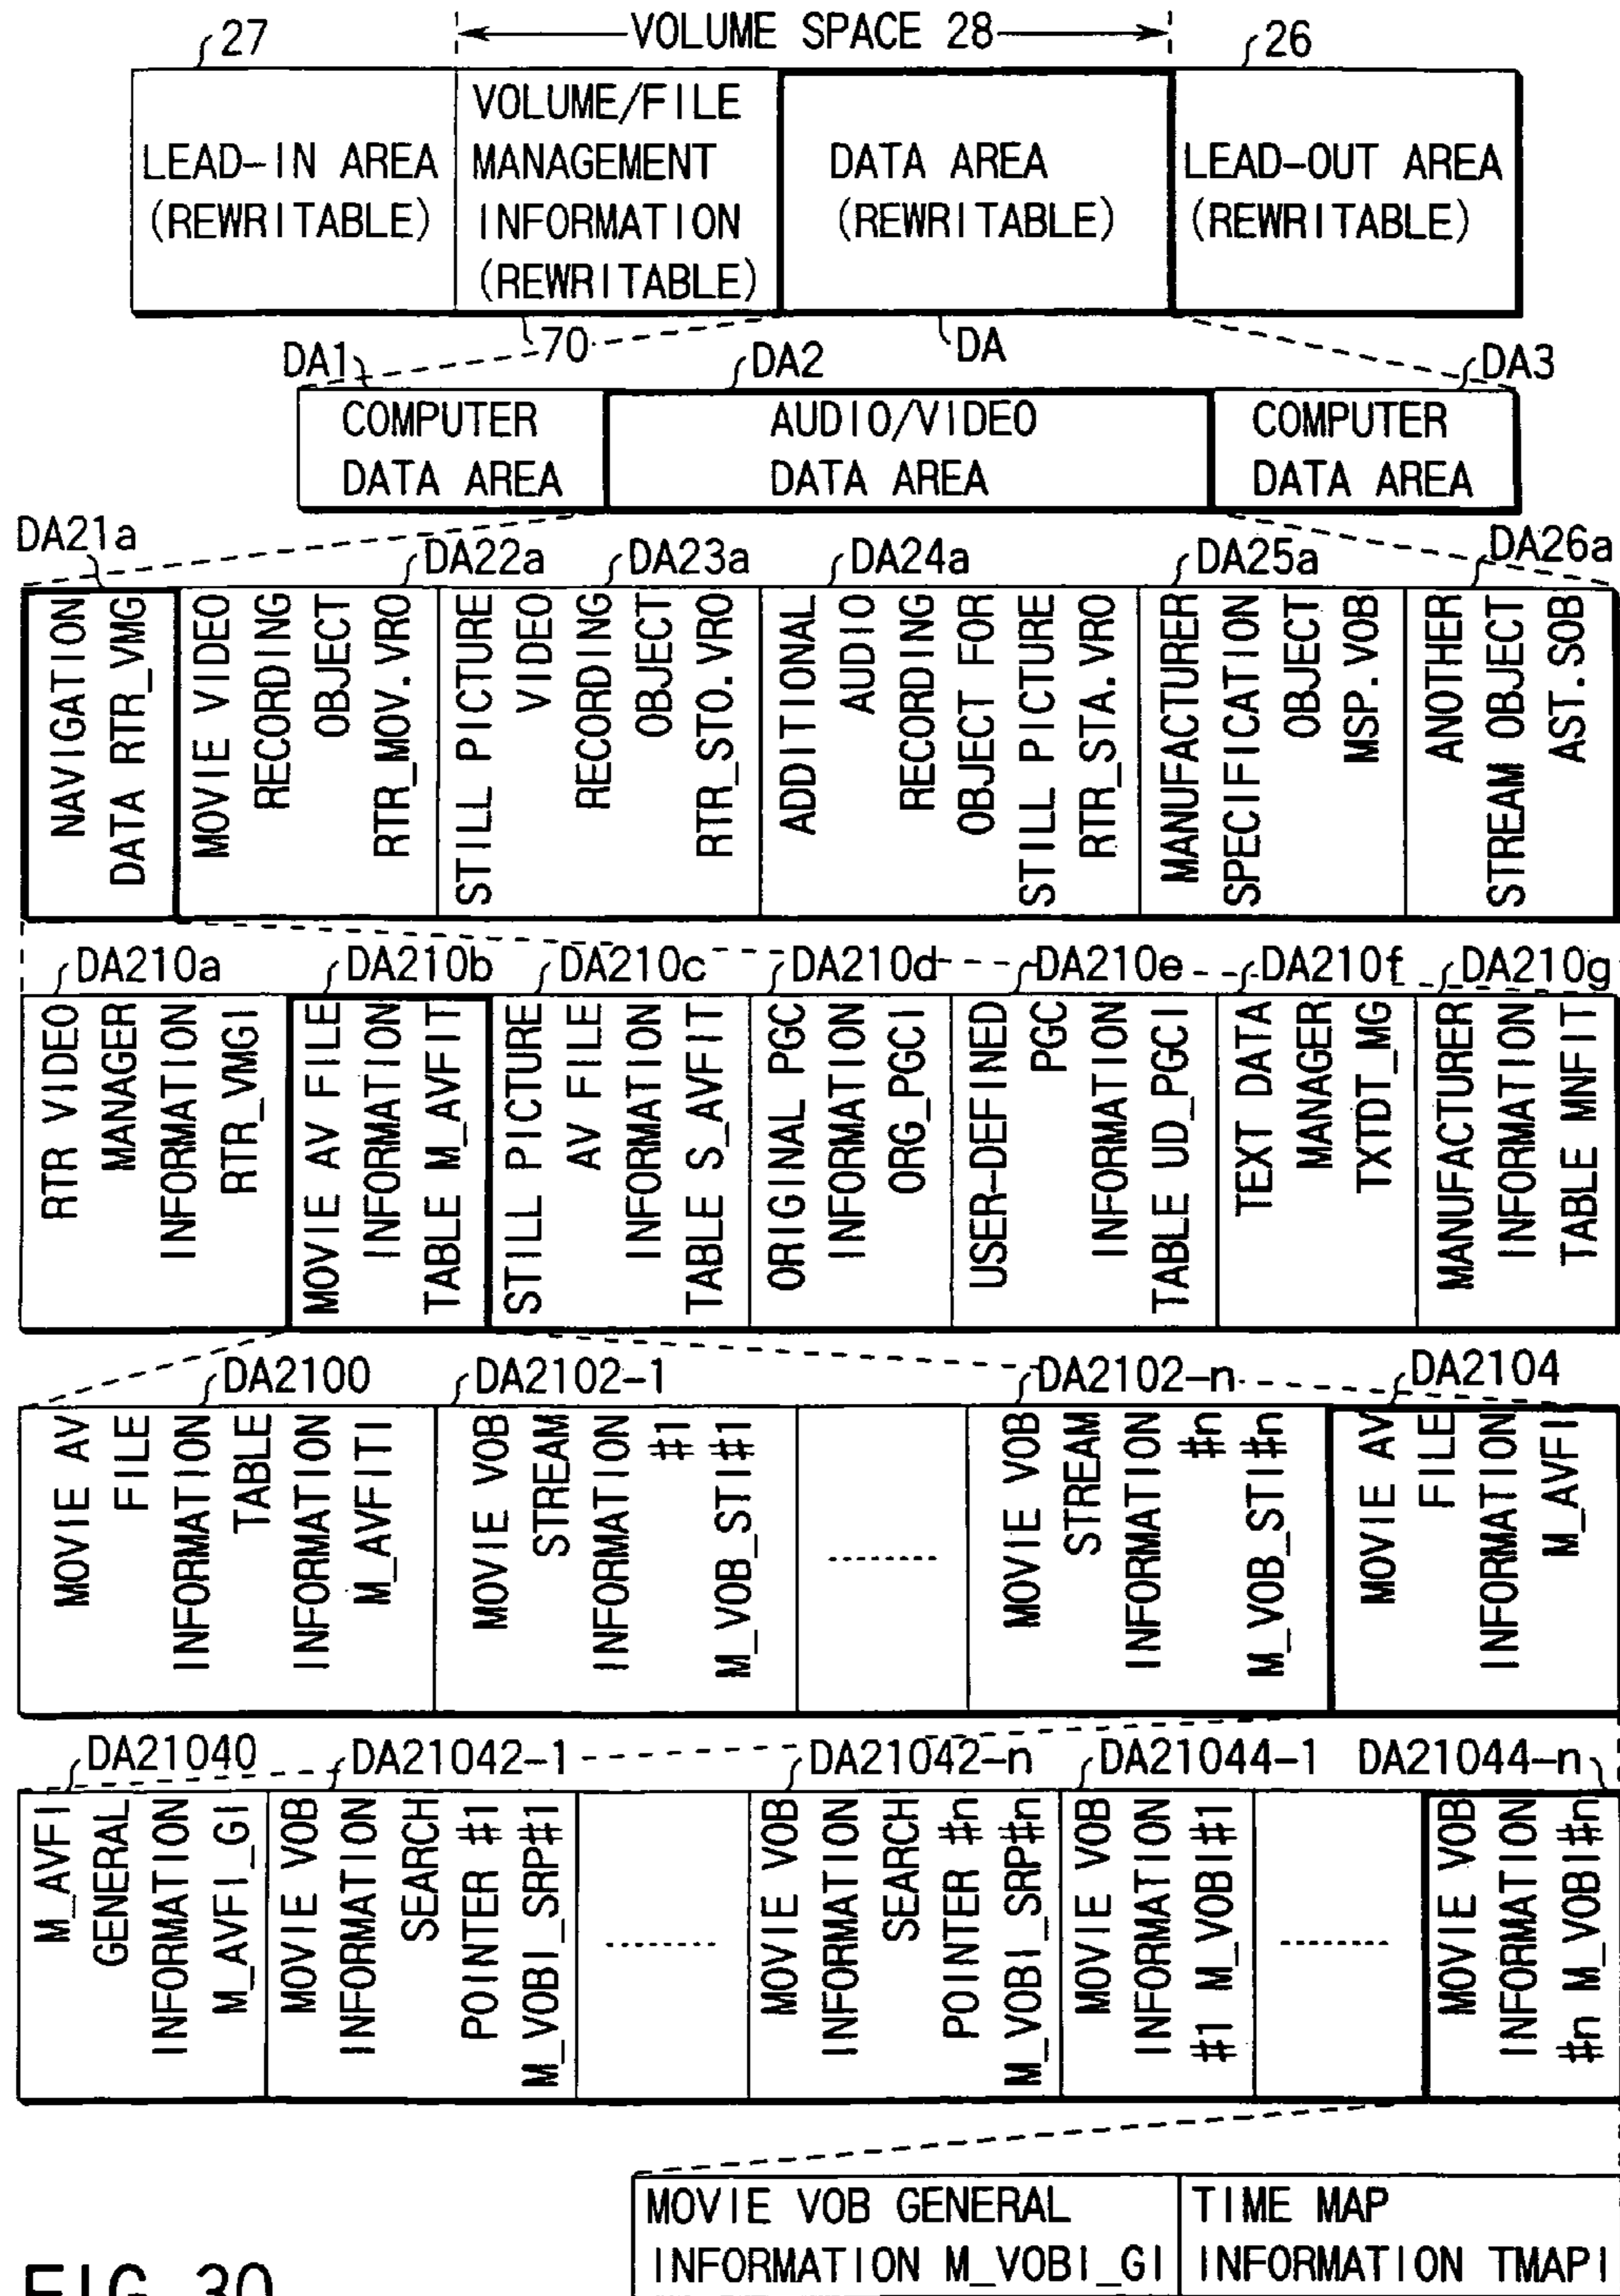 27
VOLUME SPACE 28
26
LEAD-IN AREA
(REWRITABLE)
VOLUME/FILE
MANAGEMENT
INFORMATION
(REWRITABLE)
DATA AREA
(REWRITABLE)
LEAD-OUT AREA
(REWRITABLE)
70
DA
DA1
DA2
DA3
COMPUTER
DATA AREA
AUDIO/VIDEO
DATA AREA
COMPUTER
DATA AREA
DA21a
DA22a
DA23a
DA24a
DA25a
DA26a
NAVIGATION
DATA RTR_VMG
MOVIE VIDEO
RECORDING
OBJECT
RTR_MOV.VRO
STILL PICTURE
VIDEO
RECORDING
OBJECT
RTR_STO.VRO
ADDITIONAL
AUDIO
RECORDING
OBJECT FOR
STILL PICTURE
RTR_STA.VRO
MANUFACTURER
SPECIFICATION
OBJECT
MSP.VOB
ANOTHER
STREAM OBJECT
AST.SOB
DA210a
DA210b
DA210c
DA210d
DA210e
DA210f
DA210g
RTR VIDEO
MANAGER
INFORMATION
RTR_VMGI
MOVIE AV FILE
INFORMATION
TABLE M_AVFIT
STILL PICTURE
AV FILE
INFORMATION
TABLE S_AVFIT
ORIGINAL PGC
INFORMATION
ORG_PGCI
USER-DEFINED
PGC
INFORMATION
TABLE UD_PGCI
TEXT DATA
MANAGER
TXTDT_MG
MANUFACTURER
INFORMATION
TABLE MNFIT
DA2100
DA2102-1
DA2102-n
DA2104
MOVIE AV
FILE
INFORMATION
TABLE
INFORMATION
M_AVFITI
MOVIE VOB
STREAM
INFORMATION
#1
M_VOB_STI#1
MOVIE VOB
STREAM
INFORMATION
#n
M_VOB_STI#n
MOVIE AV
FILE
INFORMATION
M_AVFI
DA21040
DA21042-1
DA21042-n
DA21044-1
DA21044-n
M_AVFI
GENERAL
INFORMATION
M_AVFI_GI
MOVIE VOB
INFORMATION
SEARCH
POINTER #1
M_VOBI_SRP#1
MOVIE VOB
INFORMATION
SEARCH
POINTER #n
M_VOBI_SRP#n
MOVIE VOB
INFORMATION
#1 M_VOBI#1
MOVIE VOB
INFORMATION
#n M_VOBI#n
MOVIE VOB GENERAL
INFORMATION M_VOBI_GI
TIME MAP
INFORMATION TMAPI
FIG. 30